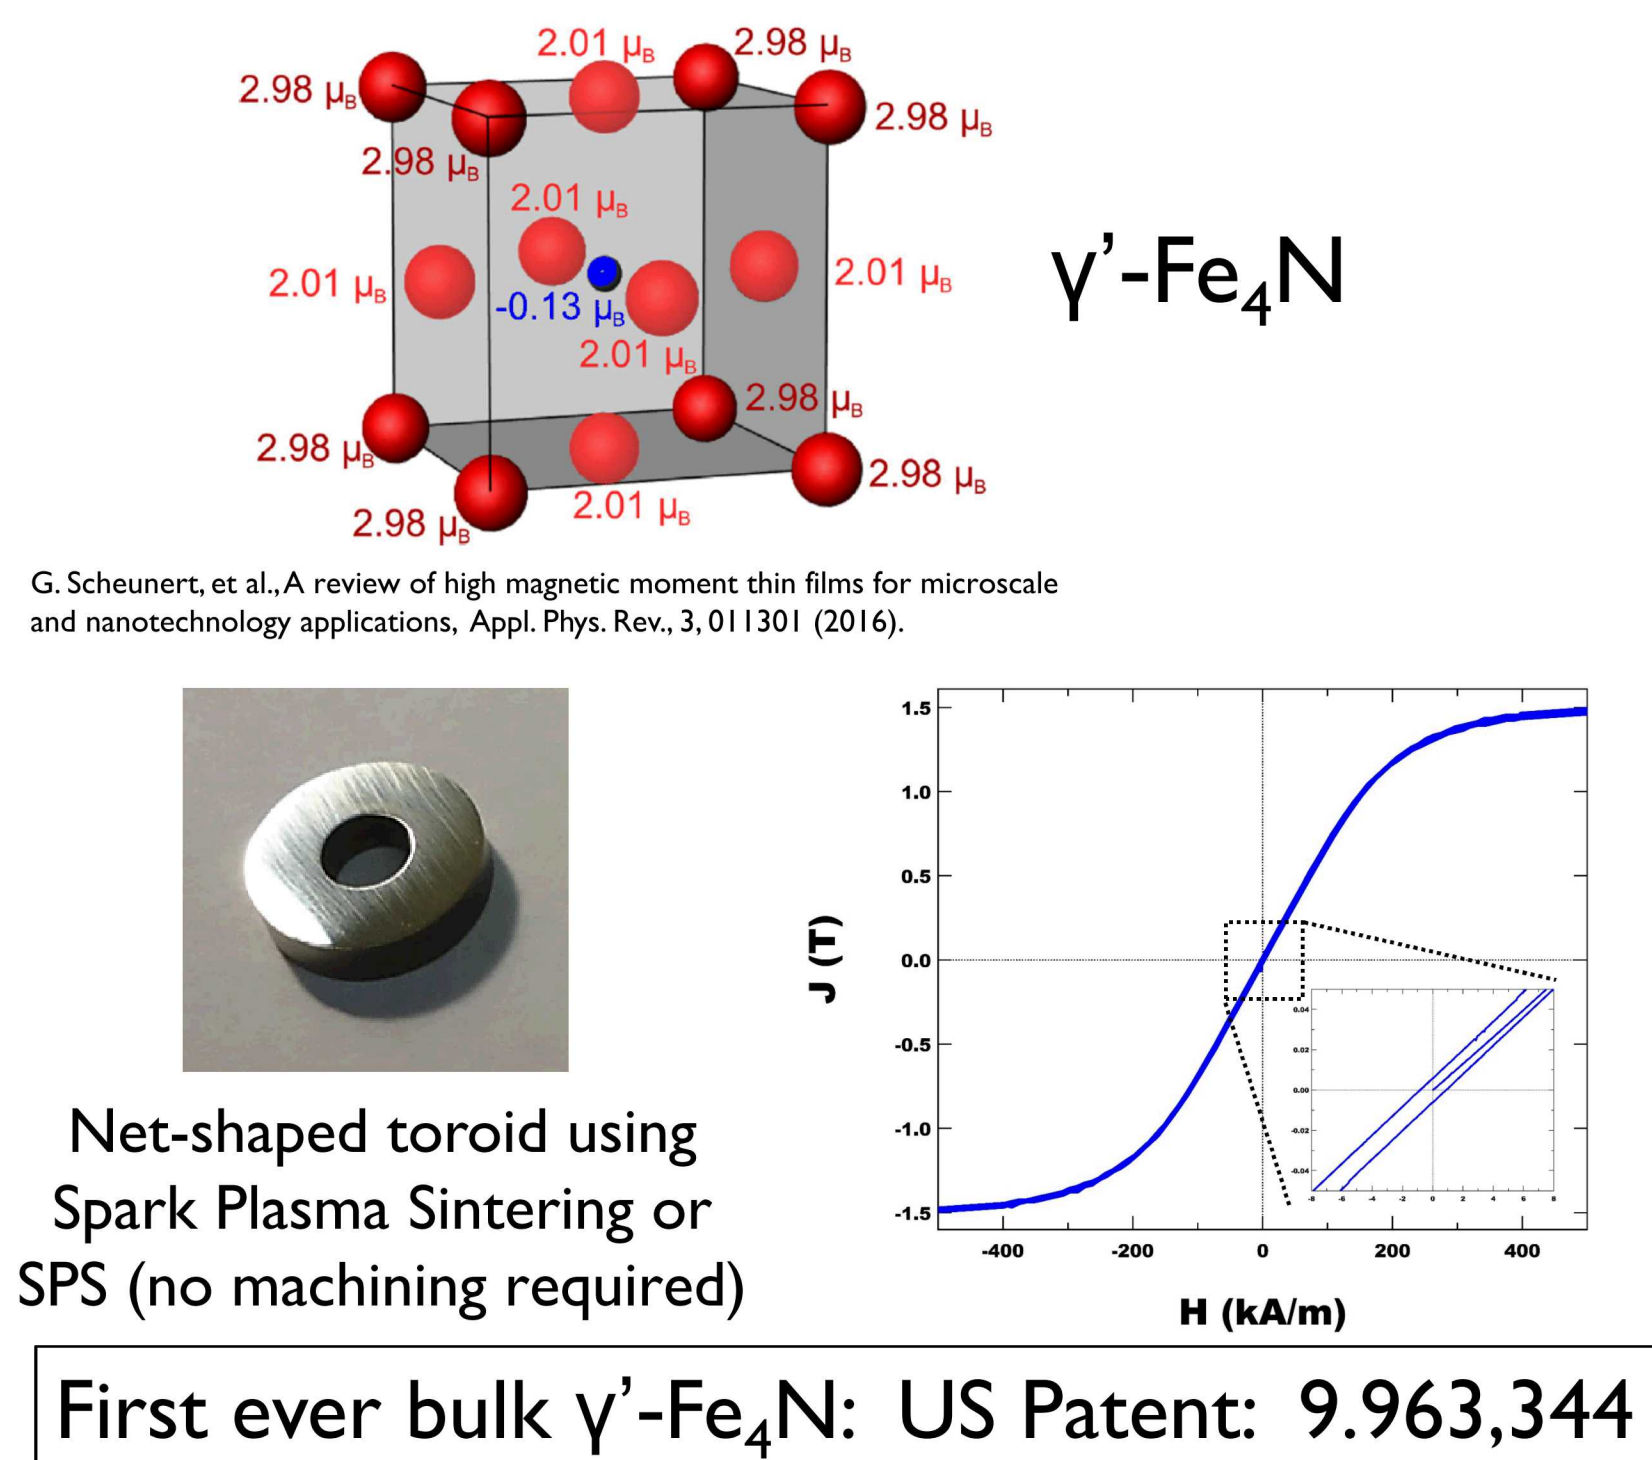 2.01 μB
2.98 μB
2.98 μB
2.98 μB
2.98 μB
2.01 μB
2.01 μB
2.01 μB
-0.13 μB
2.01 μB
2.98 μB
2.98 μB
2.98 μB
2.01 μB
2.98 μB
γ’-Fe4N
G. Scheunert, et al., A review of high magnetic moment thin films for microscale
and nanotechnology applications, Appl. Phys. Rev., 3, 011301 (2016).
Net-shaped toroid using
Spark Plasma Sintering or
SPS (no machining required)
J (T)
1.5
1.0
0.5
0.0
-0.5
-1.0
-1.5
0.04
0.02
0.00
-0.02
-0.04
-8 -6 -4 -2 0 2 4 6 8
-400 -200 0 200 400
H (kA/m)
First ever bulk γ’-Fe4N: US Patent: 9.963,344